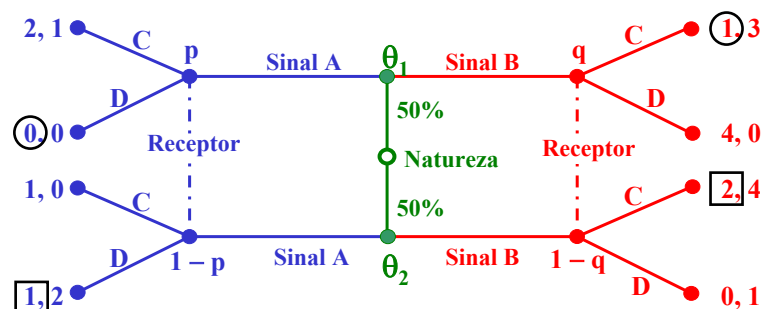 2, 1 C p Sinal A θ1 Sinal B q C 1, 3
D 50% D
0, 0 Receptor Natureza Receptor 4, 0
1, 0 C 50% C 2, 4
D Sinal A Sinal B D
1, 2 1 – p θ2 1 – q 0, 1